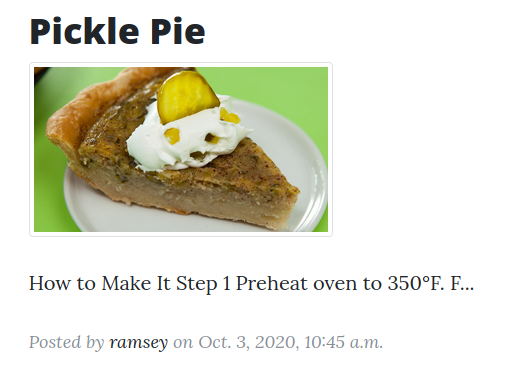 Pickle Pie
How to Make It Step 1 Preheat oven to 350°F. F...
Posted by ramsey on Oct. 3, 2020, 10:45 a.m.